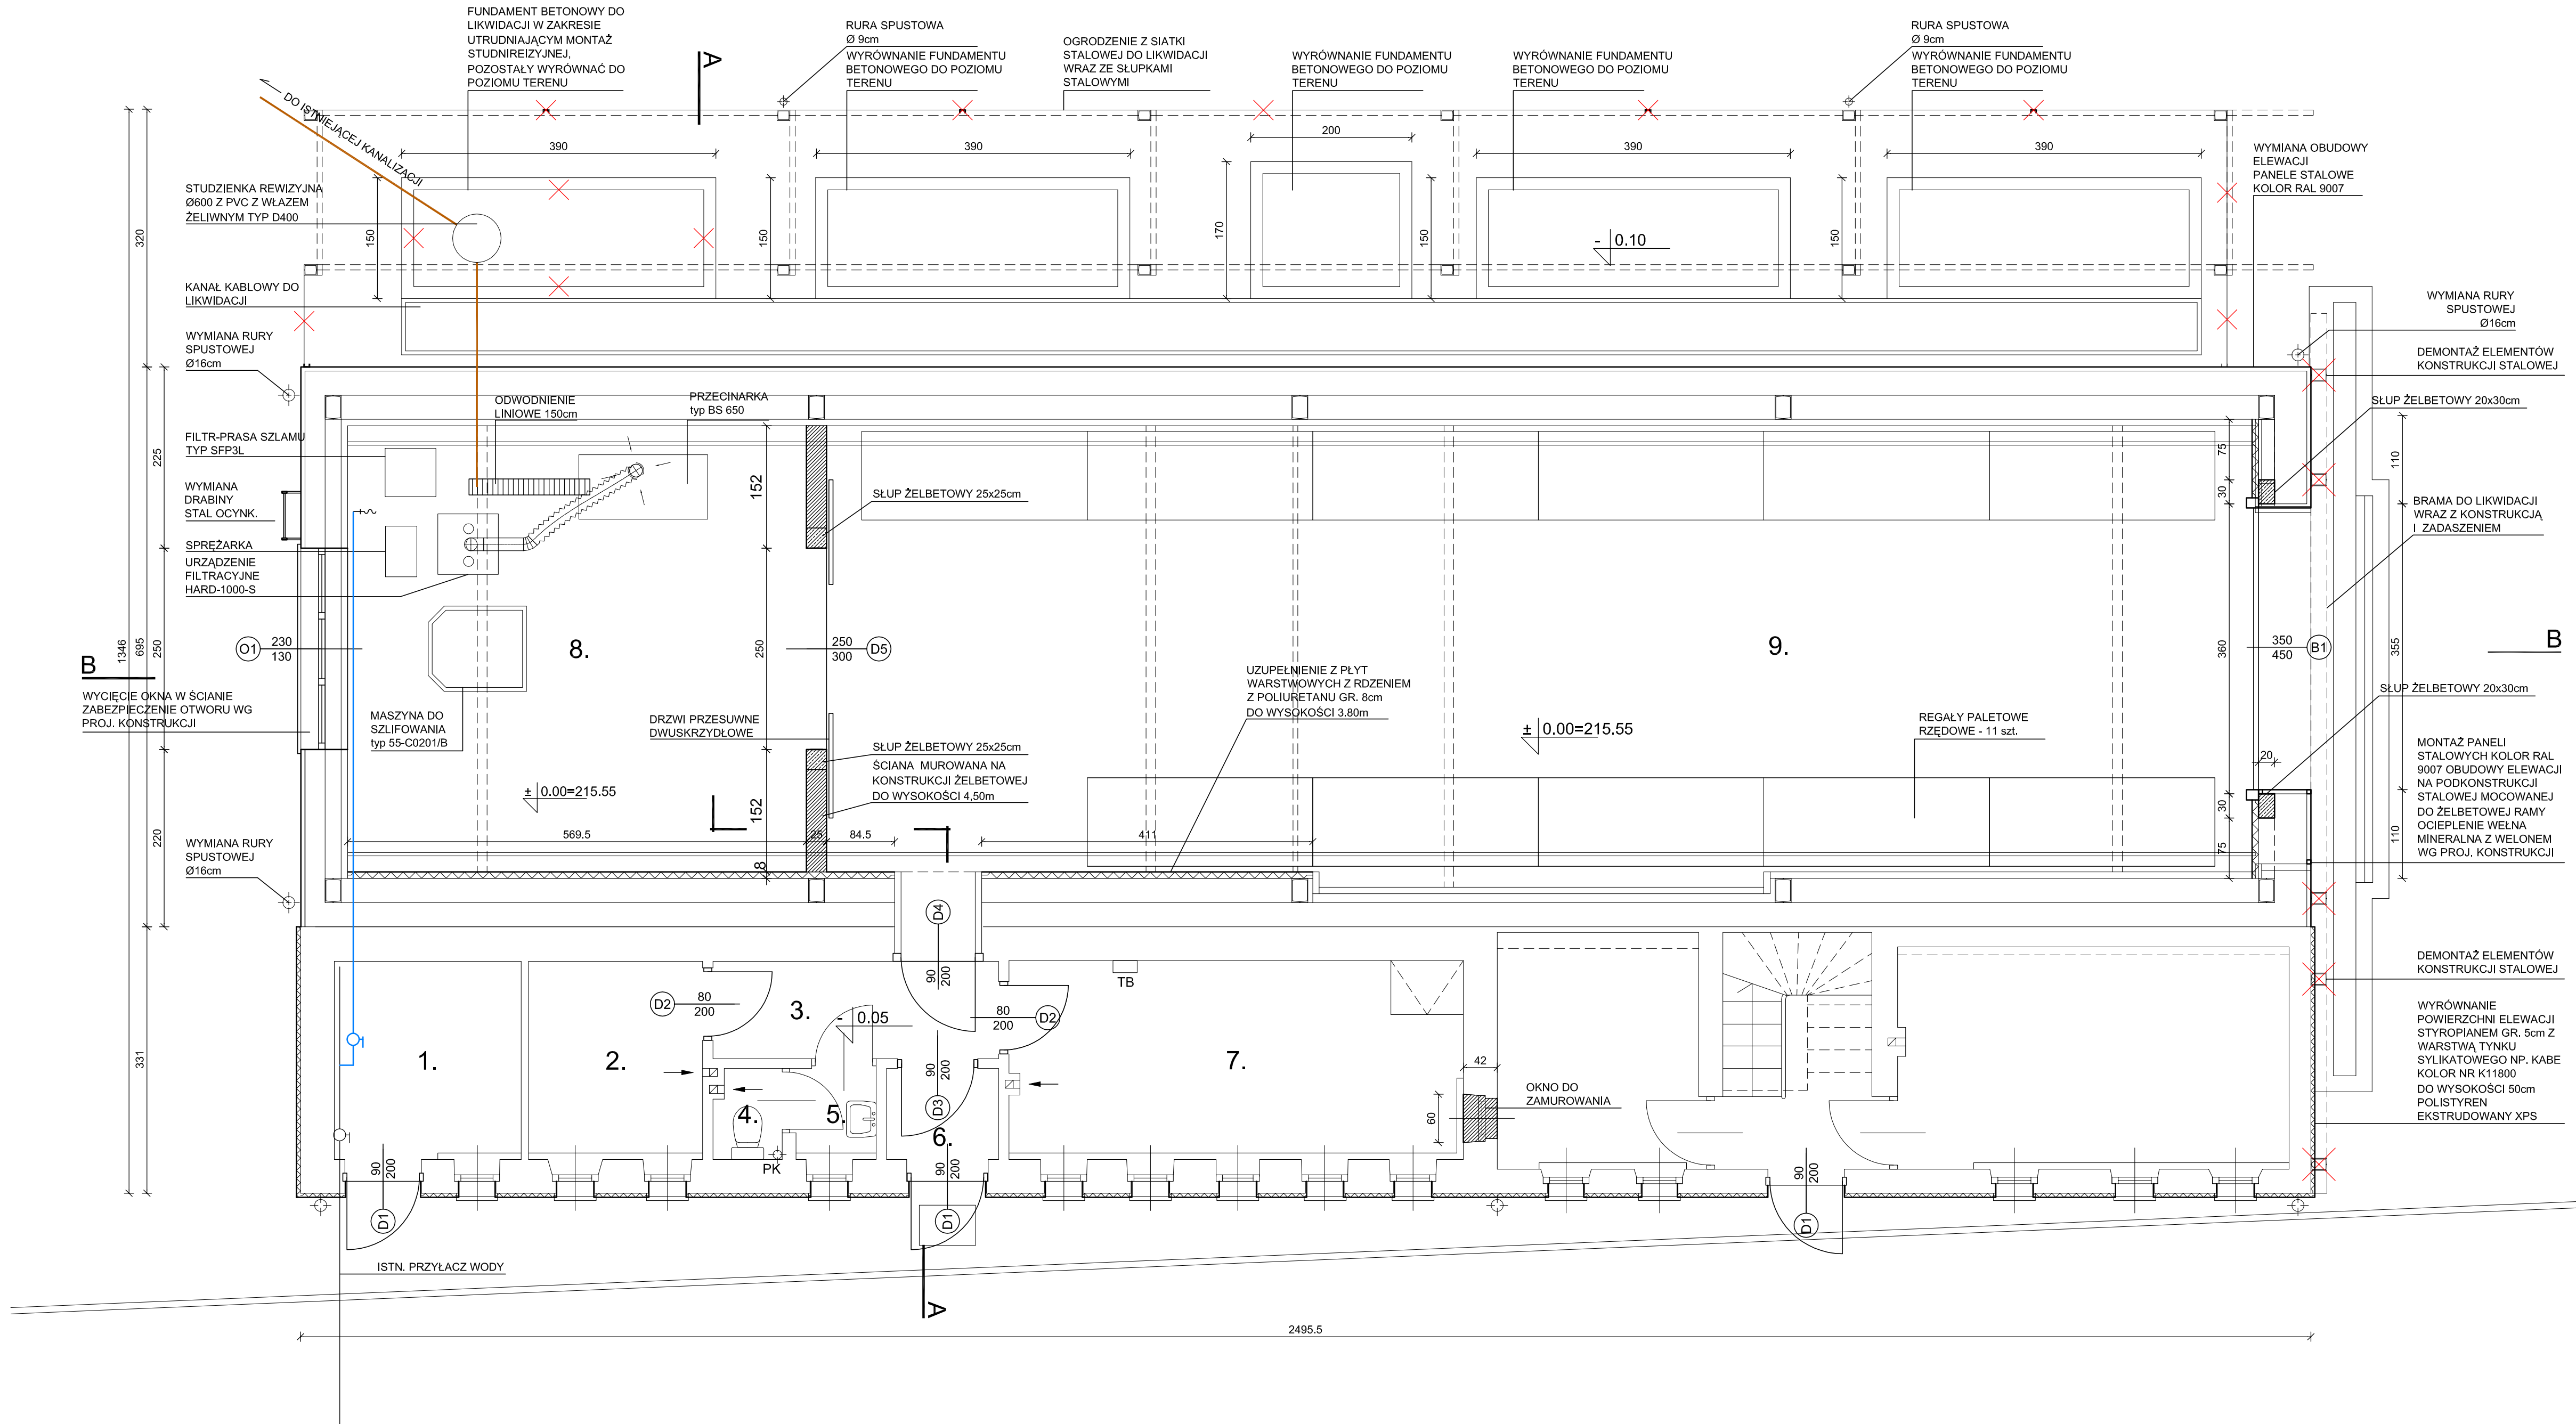 FUNDAMENT BETONOWY DO
LIKWIDACJI W ZAKRESIE
UTRUDNIAJĄCYM MONTAŻ
STUDNIREIZYJNEJ,
POZOSTAŁY WYRÓWNAĆ DO
POZIOMU TERENU
A
RURA SPUSTOWA
Ø 9cm
WYRÓWNANIE FUNDAMENTU
BETONOWEGO DO POZIOMU
TERENU
OGRODZENIE Z SIATKI
STALOWEJ DO LIKWIDACJI
WRAZ ZE SŁUPKAMI
STALOWYMI
WYRÓWNANIE FUNDAMENTU
BETONOWEGO DO POZIOMU
TERENU
WYRÓWNANIE FUNDAMENTU
BETONOWEGO DO POZIOMU
TERENU
RURA SPUSTOWA
Ø 9cm
WYRÓWNANIE FUNDAMENTU
BETONOWEGO DO POZIOMU
TERENU
DO ISTNIEJĄCEJ KANALIZACJI
390
390
200
390
390
WYMIANA OBUDOWY
ELEWACJI
PANELE STALOWE
KOLOR RAL 9007
STUDZIENKA REWIZYJNA
Ø600 Z PVC Z WŁAZEM
ŻELIWNYM TYP D400
320
150
150
170
150
150
- 0.10
KANAŁ KABLOWY DO
LIKWIDACJI
WYMIANA RURY
SPUSTOWEJ
Ø16cm
WYMIANA RURY
SPUSTOWEJ
Ø16cm
DEMONTAŻ ELEMENTÓW
KONSTRUKCJI STALOWEJ
SŁUP ŻELBETOWY 20x30cm
ODWODNIENIE
LINIOWE 150cm
PRZECINARKA
typ BS 650
FILTR-PRASA SZLAMU
TYP SFP3L
225
WYMIANA
DRABINY
STAL OCYNK.
152
SŁUP ŻELBETOWY 25x25cm
75
30
110
BRAMA DO LIKWIDACJI
WRAZ Z KONSTRUKCJĄ
I ZADASZENIEM
SPRĘŻARKA
URZĄDZENIE
FILTRACYJNE
HARD-1000-S
1346
695
250
O1
230
130
8.
250
250
300
D5
9.
360
350
450
B1
355
B
B
WYCIĘCIE OKNA W ŚCIANIE
ZABEZPIECZENIE OTWORU WG
PROJ. KONSTRUKCJI
MASZYNA DO
SZLIFOWANIA
typ 55-C0201/B
DRZWI PRZESUWNE
DWUSKRZYDŁOWE
UZUPEŁNIENIE Z PŁYT
WARSTWOWYCH Z RDZENIEM
Z POLIURETANU GR. 8cm
DO WYSOKOŚCI 3.80m
SŁUP ŻELBETOWY 20x30cm
SŁUP ŻELBETOWY 25x25cm
ŚCIANA MUROWANA NA
KONSTRUKCJI ŻELBETOWEJ
DO WYSOKOŚCI 4,50m
± 0.00=215.55
± 0.00=215.55
REGAŁY PALETOWE
RZĘDOWE - 11 szt.
20
MONTAŻ PANELI
STALOWYCH KOLOR RAL
9007 OBUDOWY ELEWACJI
NA PODKONSTRUKCJI
STALOWEJ MOCOWANEJ
DO ŻELBETOWEJ RAMY
OCIEPLENIE WEŁNA
MINERALNA Z WELONEM
WG PROJ. KONSTRUKCJI
220
152
8
30
75
110
569.5
25
84.5
411
WYMIANA RURY
SPUSTOWEJ
Ø16cm
D4
90
200
331
1.
2.
D2
80
200
3.
- 0.05
80
200
D2
90
200
D3
TB
7.
42
60
OKNO DO
ZAMUROWANIA
4.
5.
6.
PK
90
200
D1
90
200
D1
90
200
D1
DEMONTAŻ ELEMENTÓW
KONSTRUKCJI STALOWEJ
WYRÓWNANIE
POWIERZCHNI ELEWACJI
STYROPIANEM GR. 5cm Z
WARSTWĄ TYNKU
SYLIKATOWEGO NP. KABE
KOLOR NR K11800
DO WYSOKOŚCI 50cm
POLISTYREN
EKSTRUDOWANY XPS
ISTN. PRZYŁACZ WODY
A
2495.5